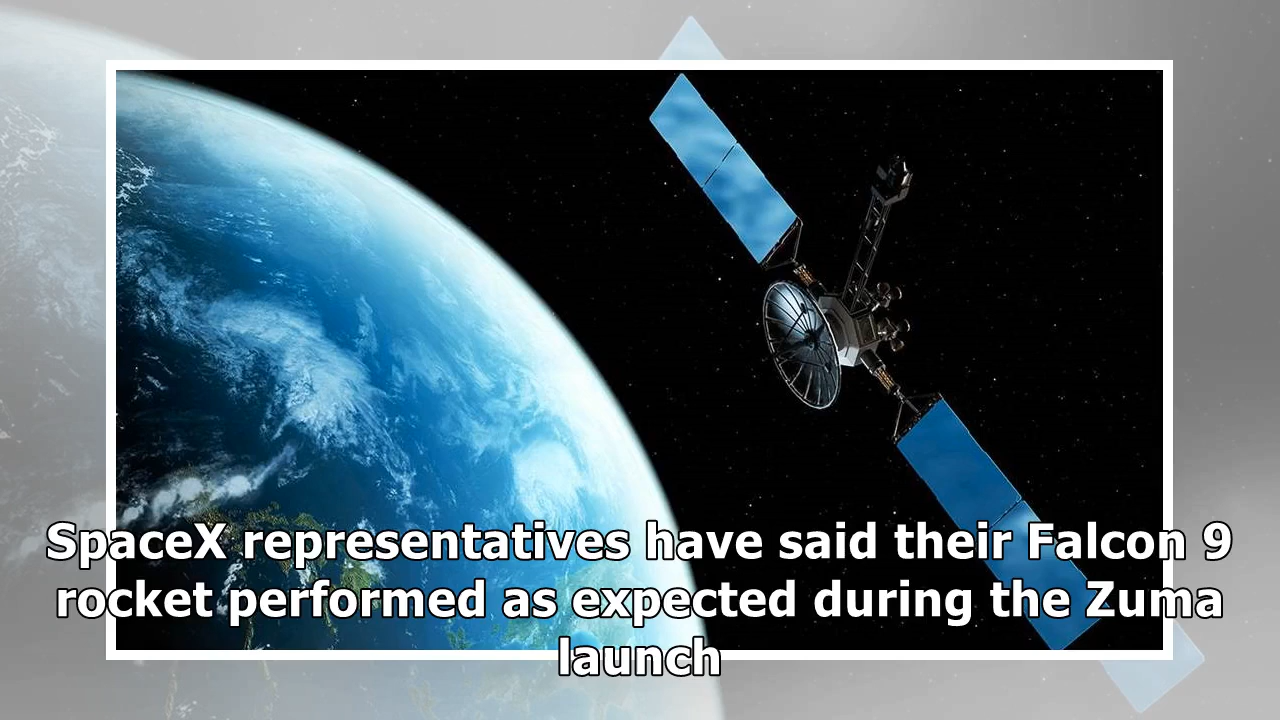 SpaceX representatives have said their Falcon 9
rocket performed as expected during the Zuma
launch